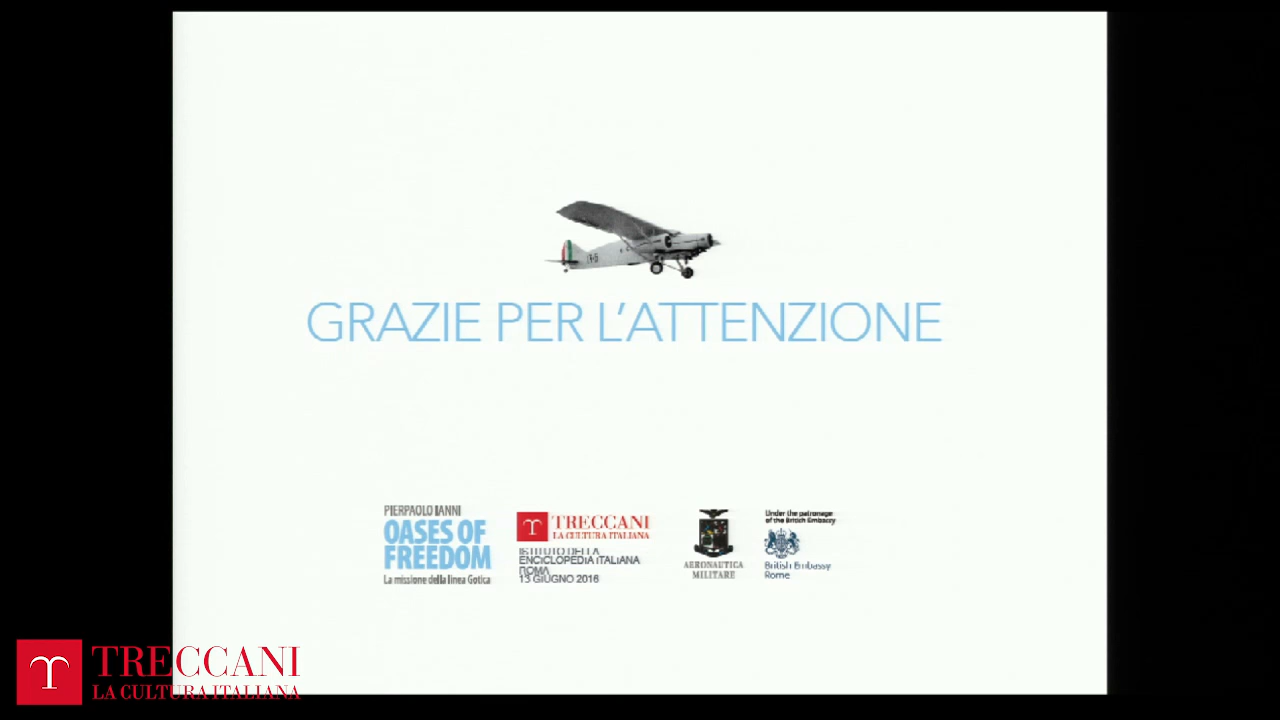 GRAZIE PER L'ATTENZIONE
PIERPAOLO IANNI
OASES OF
FREEDOM
La missione della linea Gotica
TRECCANI
LA CULTURA ITALIANA
ISTITUTO DELLA
ENCICLOPEDIA ITALIANA
ROMA
13 GIUGNO 2016
AERONAUTICA
MILITARE
Under the patronage
of the British Embassy
British Embassy
Rome
TRECCANI
LA CULTURA ITALIANA